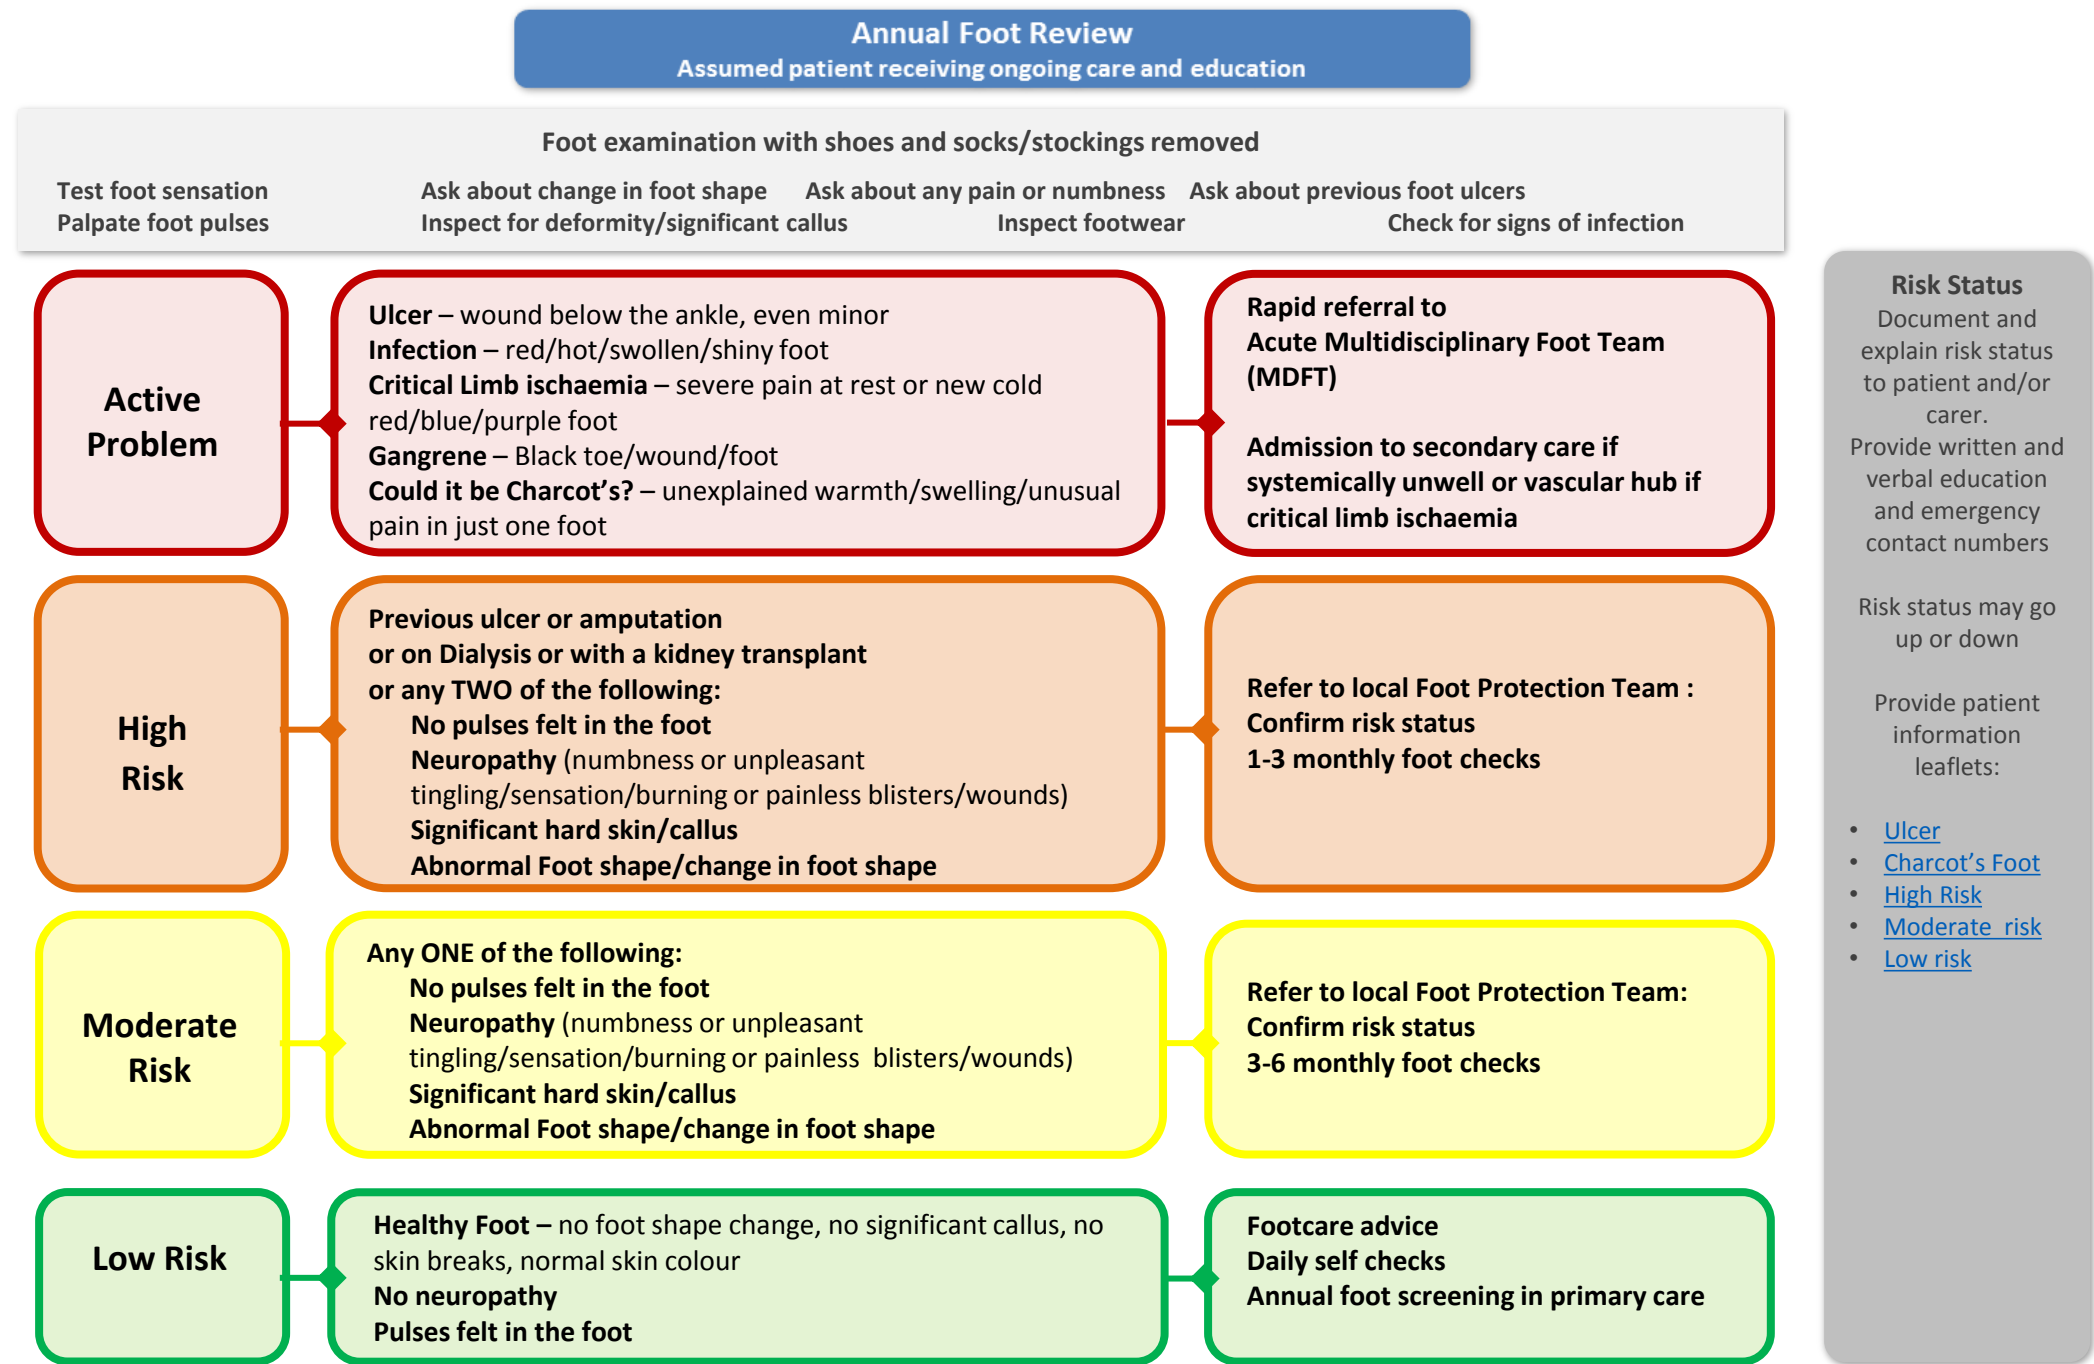 Annual Foot Review
Assumed patient receiving ongoing care and education
Foot examination with shoes and socks/stockings removed
Test foot sensation
Ask about change in foot shape
Ask about any pain or numbness
Ask about previous foot ulcers
Palpate foot pulses
Inspect for deformity/significant callus
Inspect footwear
Check for signs of infection
Active
Problem
Ulcer – wound below the ankle, even minor
Infection – red/hot/swollen/shiny foot
Critical Limb ischaemia – severe pain at rest or new cold
red/blue/purple foot
Gangrene – Black toe/wound/foot
Could it be Charcot's? – unexplained warmth/swelling/unusual
pain in just one foot
Rapid referral to
Acute Multidisciplinary Foot Team
(MDFT)
Admission to secondary care if
systemically unwell or vascular hub if
critical limb ischaemia
High
Risk
Previous ulcer or amputation
or on Dialysis or with a kidney transplant
or any TWO of the following:
No pulses felt in the foot
Neuropathy (numbness or unpleasant
tingling/sensation/burning or painless blisters/wounds)
Significant hard skin/callus
Abnormal Foot shape/change in foot shape
Refer to local Foot Protection Team :
Confirm risk status
1-3 monthly foot checks
Moderate
Risk
Any ONE of the following:
No pulses felt in the foot
Neuropathy (numbness or unpleasant
tingling/sensation/burning or painless  blisters/wounds)
Significant hard skin/callus
Abnormal Foot shape/change in foot shape
Refer to local Foot Protection Team:
Confirm risk status
3-6 monthly foot checks
Low Risk
Healthy Foot – no foot shape change, no significant callus, no
skin breaks, normal skin colour
No neuropathy
Pulses felt in the foot
Footcare advice
Daily self checks
Annual foot screening in primary care
Risk Status
Document and
explain risk status
to patient and/or
carer.
Provide written and
verbal education
and emergency
contact numbers
Risk status may go
up or down
Provide patient
information
leaflets:
• Ulcer
• Charcot's Foot
• High Risk
• Moderate  risk
• Low risk